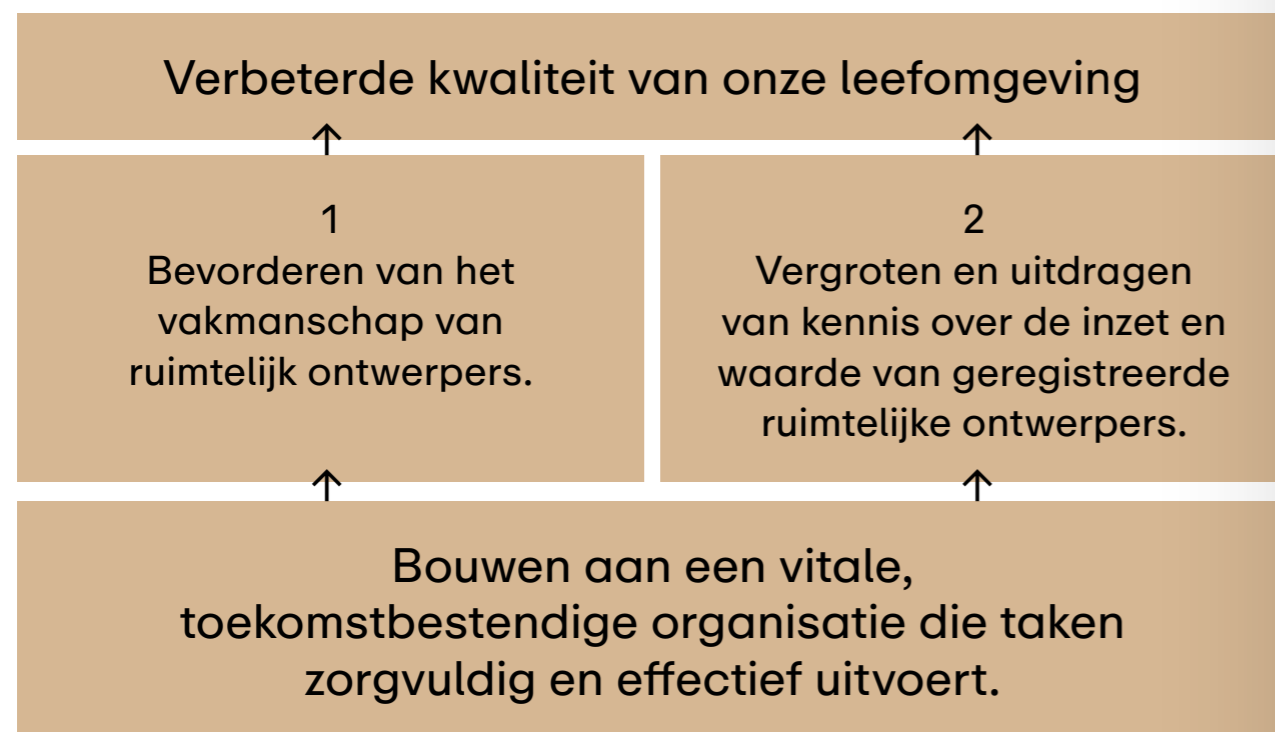 Verbeterde kwaliteit van onze leefomgeving
1
Bevorderen van het
vakmanschap van
ruimtelijk ontwerpers.
2
Vergroten en uitdragen
van kennis over de inzet en
waarde van geregistreerde
ruimtelijke ontwerpers.
Bouwen aan een vitale,
toekomstbestendige organisatie die taken
zorgvuldig en effectief uitvoert.